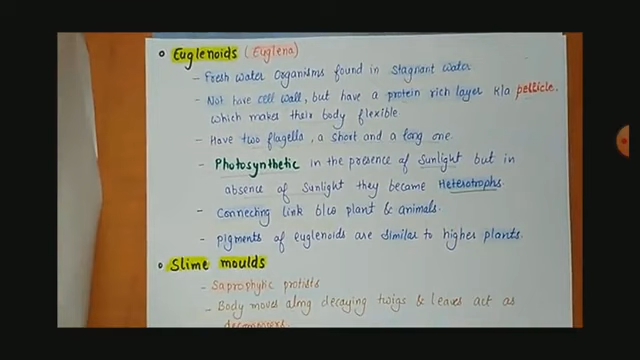 Euglenoids (Euglena)
- Fresh water organisms found in stagnant water
- Not have cell wall, but have a protein rich layer k/a pellicle.
which makes their body flexible
- Have two flagella, a short and a long one.
- Photosynthetic in the presence of Sunlight but in
absence of Sunlight they became Heterotrophs.
- Connecting link b/w plant & animals.
- pigments of euglenoids are similar to higher plants.
Slime moulds
- Saprophytic protists
- Body moves along decaying twigs & leaves act as
decomposers.